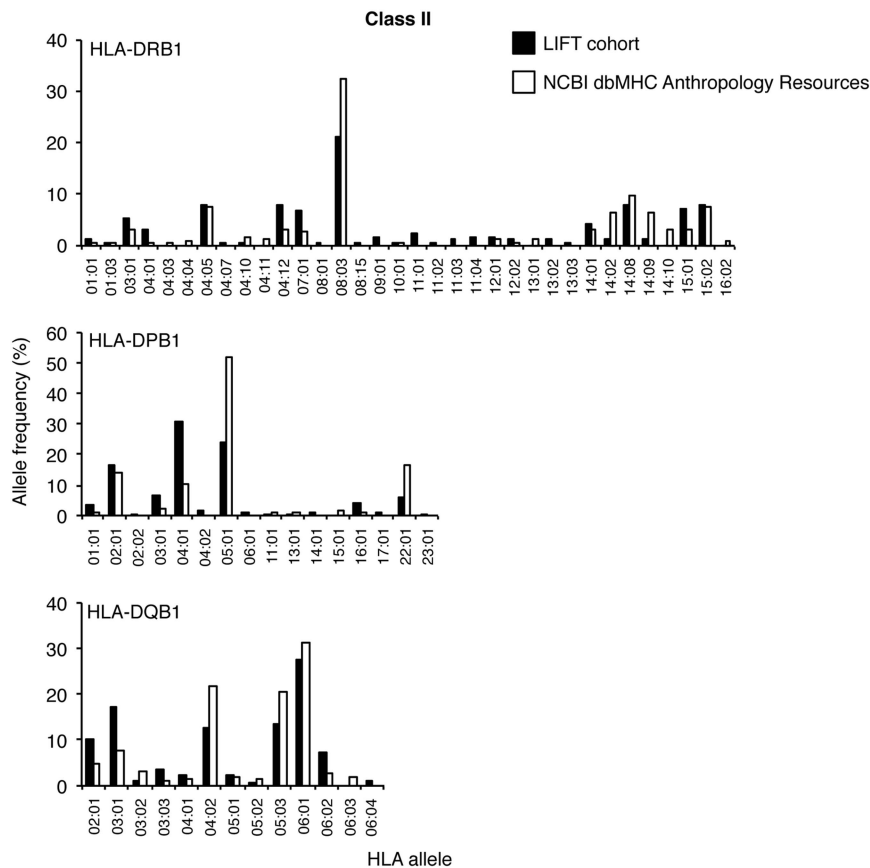 Class II
HLA-DRB1
LIFT cohort
NCBI dbMHC Anthropology Resources
40
30
20
10
0
01:01 01:03 03:01 04:01 04:03 04:04 04:05 04:07 04:10 04:11 04:12 07:01 08:01 08:03 08:15 09:01 10:01 11:01 11:02 11:03 11:04 12:01 12:02 13:01 13:02 13:03 14:01 14:02 14:08 14:09 14:10 15:01 15:02 16:02
Allele frequency (%)
HLA-DPB1
60
50
40
30
20
10
0
01:01 02:01 02:02 03:01 04:01 04:02 05:01 06:01 11:01 13:01 14:01 15:01 16:01 17:01 22:01 23:01
HLA-DQB1
40
30
20
10
0
02:01 03:01 03:02 03:03 04:01 04:02 05:01 05:02 05:03 06:01 06:02 06:03 06:04
HLA allele